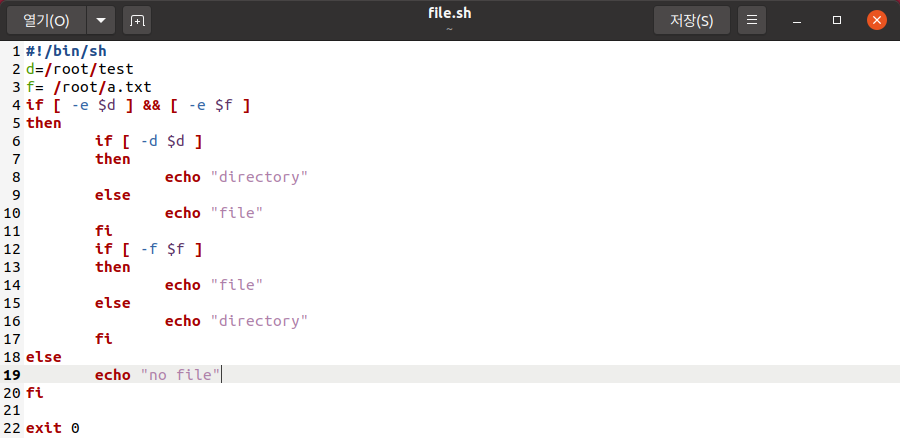 열기(O)
file.sh
~
저장(S)
1 #!/bin/sh
2 d=/root/test
3 f= /root/a.txt
4 if [ -e $d ] && [ -e $f ]
5 then
6         if [ -d $d ]
7         then
8                 echo "directory"
9         else
10                 echo "file"
11         fi
12         if [ -f $f ]
13         then
14                 echo "file"
15         else
16                 echo "directory"
17         fi
18 else
19         echo "no file"
20 fi
21
22 exit 0